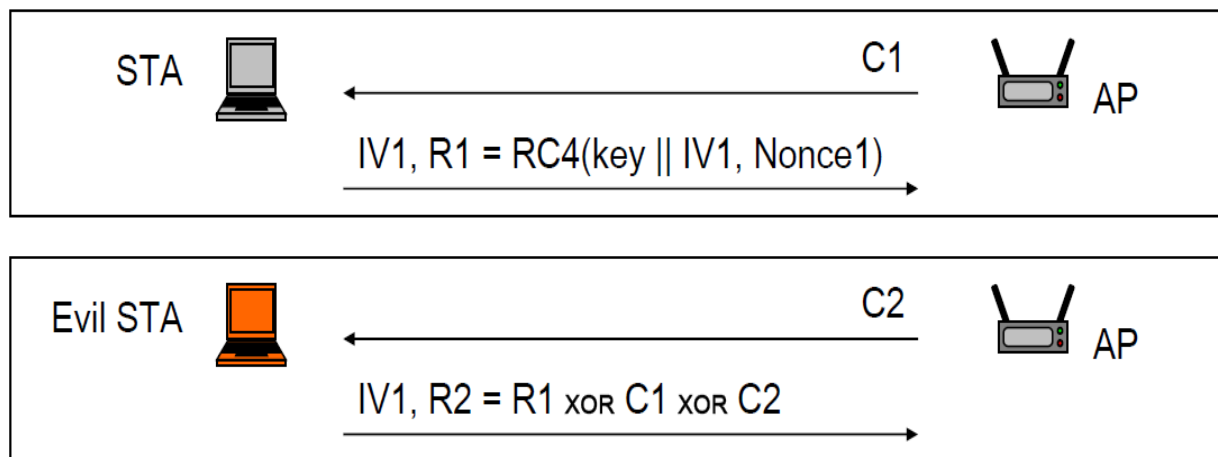 STA
C1
AP
IV1, R1 = RC4(key || IV1, Nonce1)
Evil STA
C2
AP
IV1, R2 = R1 XOR C1 XOR C2